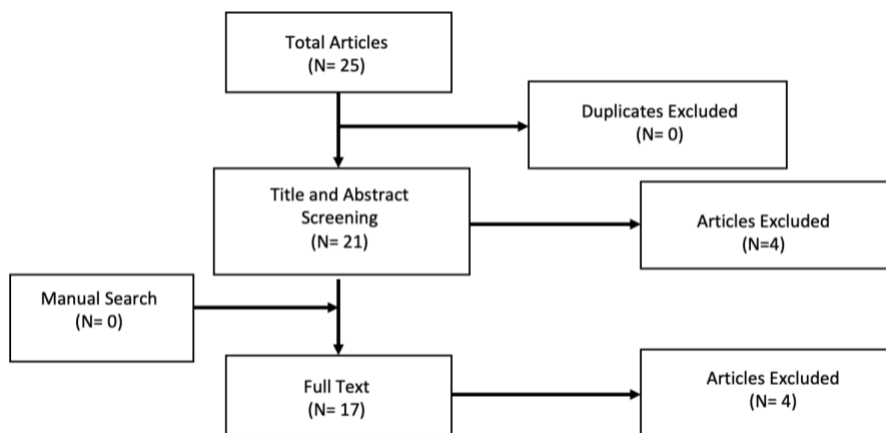 Total Articles
(N= 25)
Duplicates Excluded
(N= 0)
Title and Abstract
Screening
(N= 21)
Articles Excluded
(N=4)
Manual Search
(N= 0)
Full Text
(N= 17)
Articles Excluded
(N= 4)